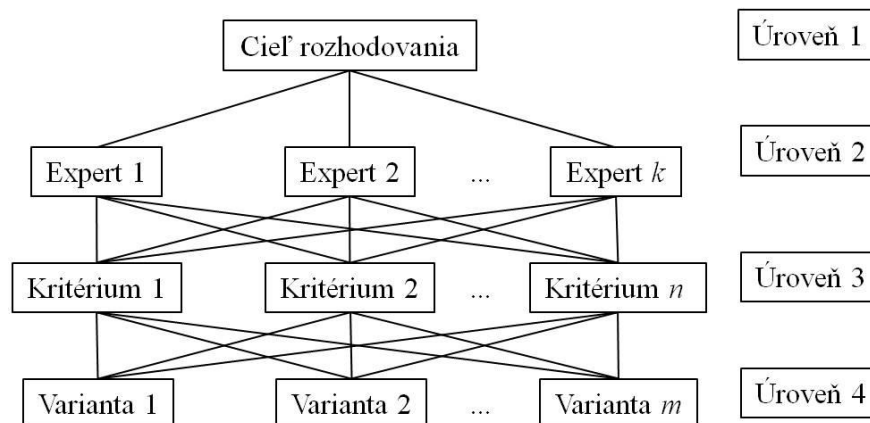 Cieľ rozhodovania
Úroveň 1
Expert 1
Expert 2
...
Expert k
Úroveň 2
Kritérium 1
Kritérium 2
...
Kritérium n
Úroveň 3
Varianta 1
Varianta 2
...
Varianta m
Úroveň 4